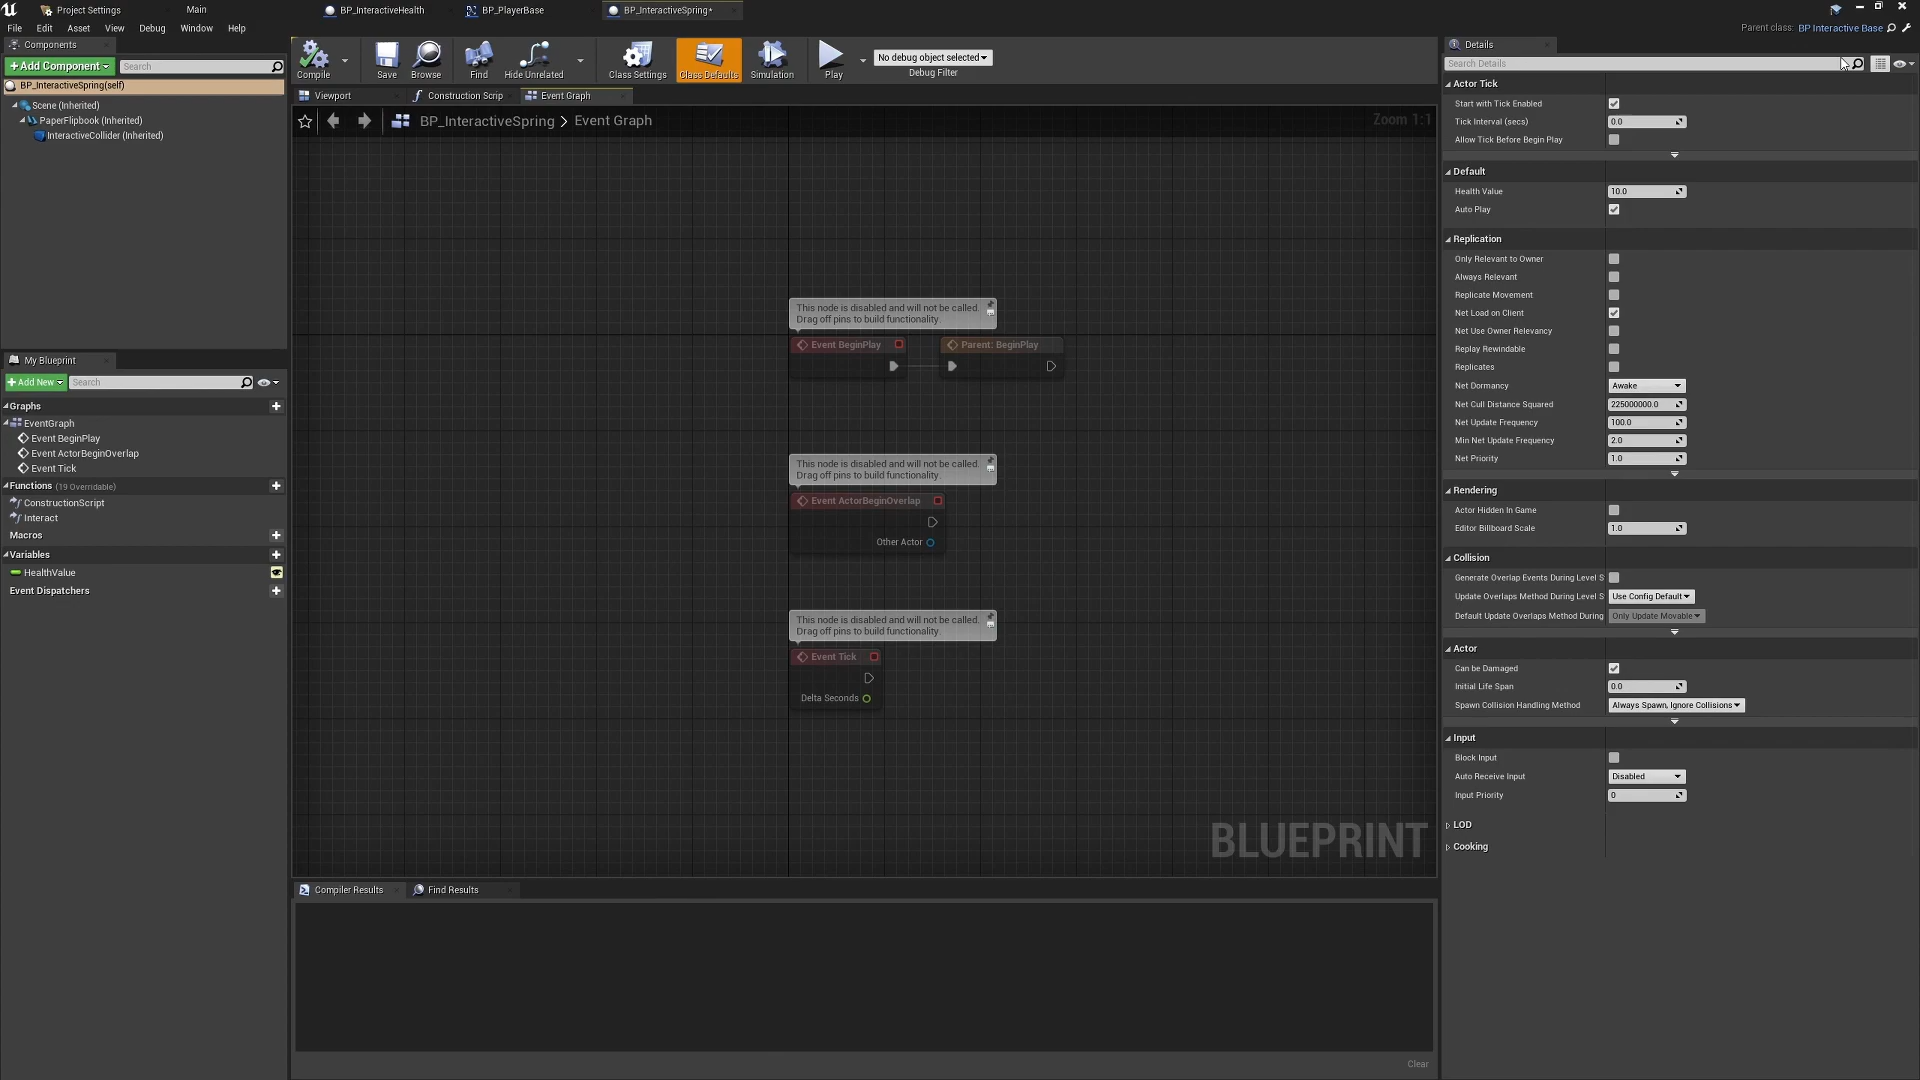 Project Settings
Main
BP_InteractiveHealth
BP_PlayerBase
BP_InteractiveSpring*
File
Edit
Asset
View
Debug
Window
Help
Parent class: BP Interactive Base
Components
+Add Component
Search
BP_InteractiveSpring(self)
Scene (Inherited)
PaperFlipbook (Inherited)
InteractiveCollider (Inherited)
Compile
Save
Browse
Find
Hide Unrelated
Class Settings
Class Defaults
Simulation
Play
No debug object selected
Debug Filter
Viewport
Construction Scrip
Event Graph
BP_InteractiveSpring > Event Graph
Zoom 1:1
This node is disabled and will not be called.
Drag off pins to build functionality.
Event BeginPlay
Parent: BeginPlay
This node is disabled and will not be called.
Drag off pins to build functionality.
Event ActorBeginOverlap
Other Actor
This node is disabled and will not be called.
Drag off pins to build functionality.
Event Tick
Delta Seconds
BLUEPRINT
My Blueprint
+Add New
Search
Graphs
EventGraph
Event BeginPlay
Event ActorBeginOverlap
Event Tick
Functions (19 Overridable)
ConstructionScript
Interact
Macros
Variables
HealthValue
Event Dispatchers
Compiler Results
Find Results
Clear
Details
Search Details
Actor Tick
Start with Tick Enabled
Tick Interval (secs) 0.0
Allow Tick Before Begin Play
Default
Health Value 10.0
Auto Play
Replication
Only Relevant to Owner
Always Relevant
Replicate Movement
Net Load on Client
Net Use Owner Relevancy
Replay Rewindable
Replicates
Net Dormancy Awake
Net Cull Distance Squared 225000000.0
Net Update Frequency 100.0
Min Net Update Frequency 2.0
Net Priority 1.0
Rendering
Actor Hidden In Game
Editor Billboard Scale 1.0
Collision
Generate Overlap Events During Level S
Update Overlaps Method During Level S Use Config Default
Default Update Overlaps Method During Only Update Movable
Actor
Can be Damaged
Initial Life Span 0.0
Spawn Collision Handling Method Always Spawn, Ignore Collisions
Input
Block Input
Auto Receive Input Disabled
Input Priority 0
LOD
Cooking